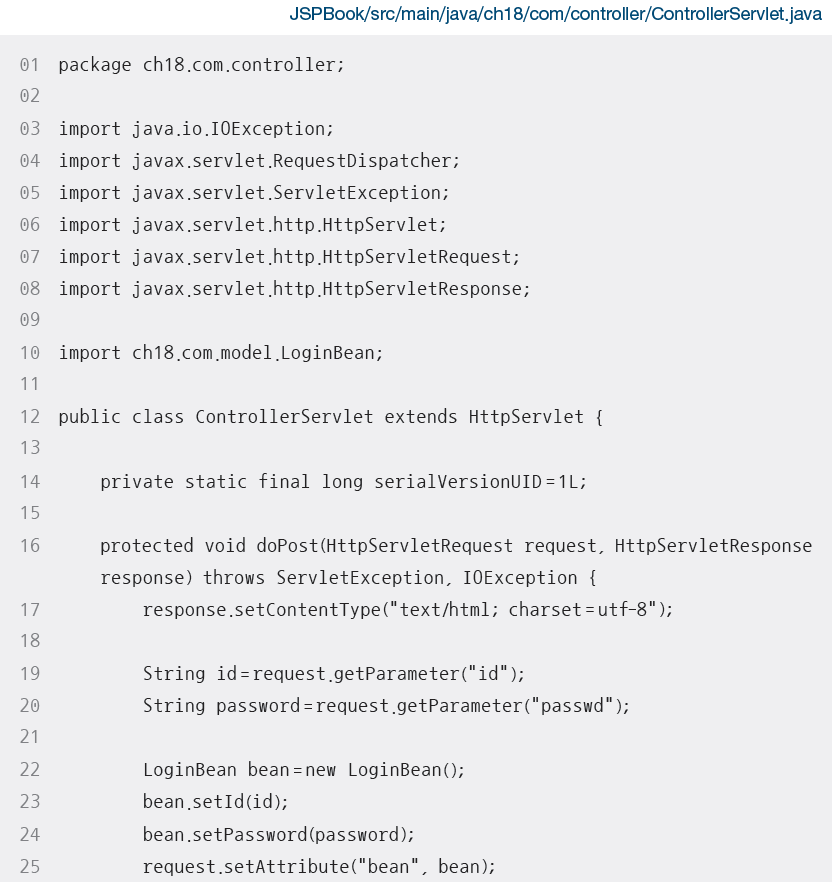 JSPBook/src/main/java/ch18/com/controller/ControllerServlet.java
01 package ch18.com.controller;
02
03 import java.io.IOException;
04 import javax.servlet.RequestDispatcher;
05 import javax.servlet.ServletException;
06 import javax.servlet.http.HttpServlet;
07 import javax.servlet.http.HttpServletRequest;
08 import javax.servlet.http.HttpServletResponse;
09
10 import ch18.com.model.LoginBean;
11
12 public class ControllerServlet extends HttpServlet {
13
14     private static final long serialVersionUID=1L;
15
16     protected void doPost(HttpServletRequest request, HttpServletResponse
    response) throws ServletException, IOException {
17         response.setContentType("text/html; charset=utf-8");
18
19         String id=request.getParameter("id");
20         String password=request.getParameter("passwd");
21
22         LoginBean bean=new LoginBean();
23         bean.setId(id);
24         bean.setPassword(password);
25         request.setAttribute("bean", bean);